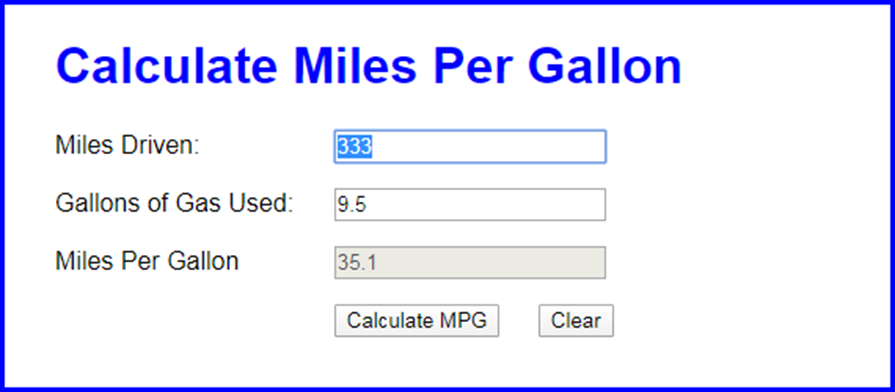 Calculate Miles Per Gallon
Miles Driven: 333
Gallons of Gas Used: 9.5
Miles Per Gallon 35.1
Calculate MPG Clear